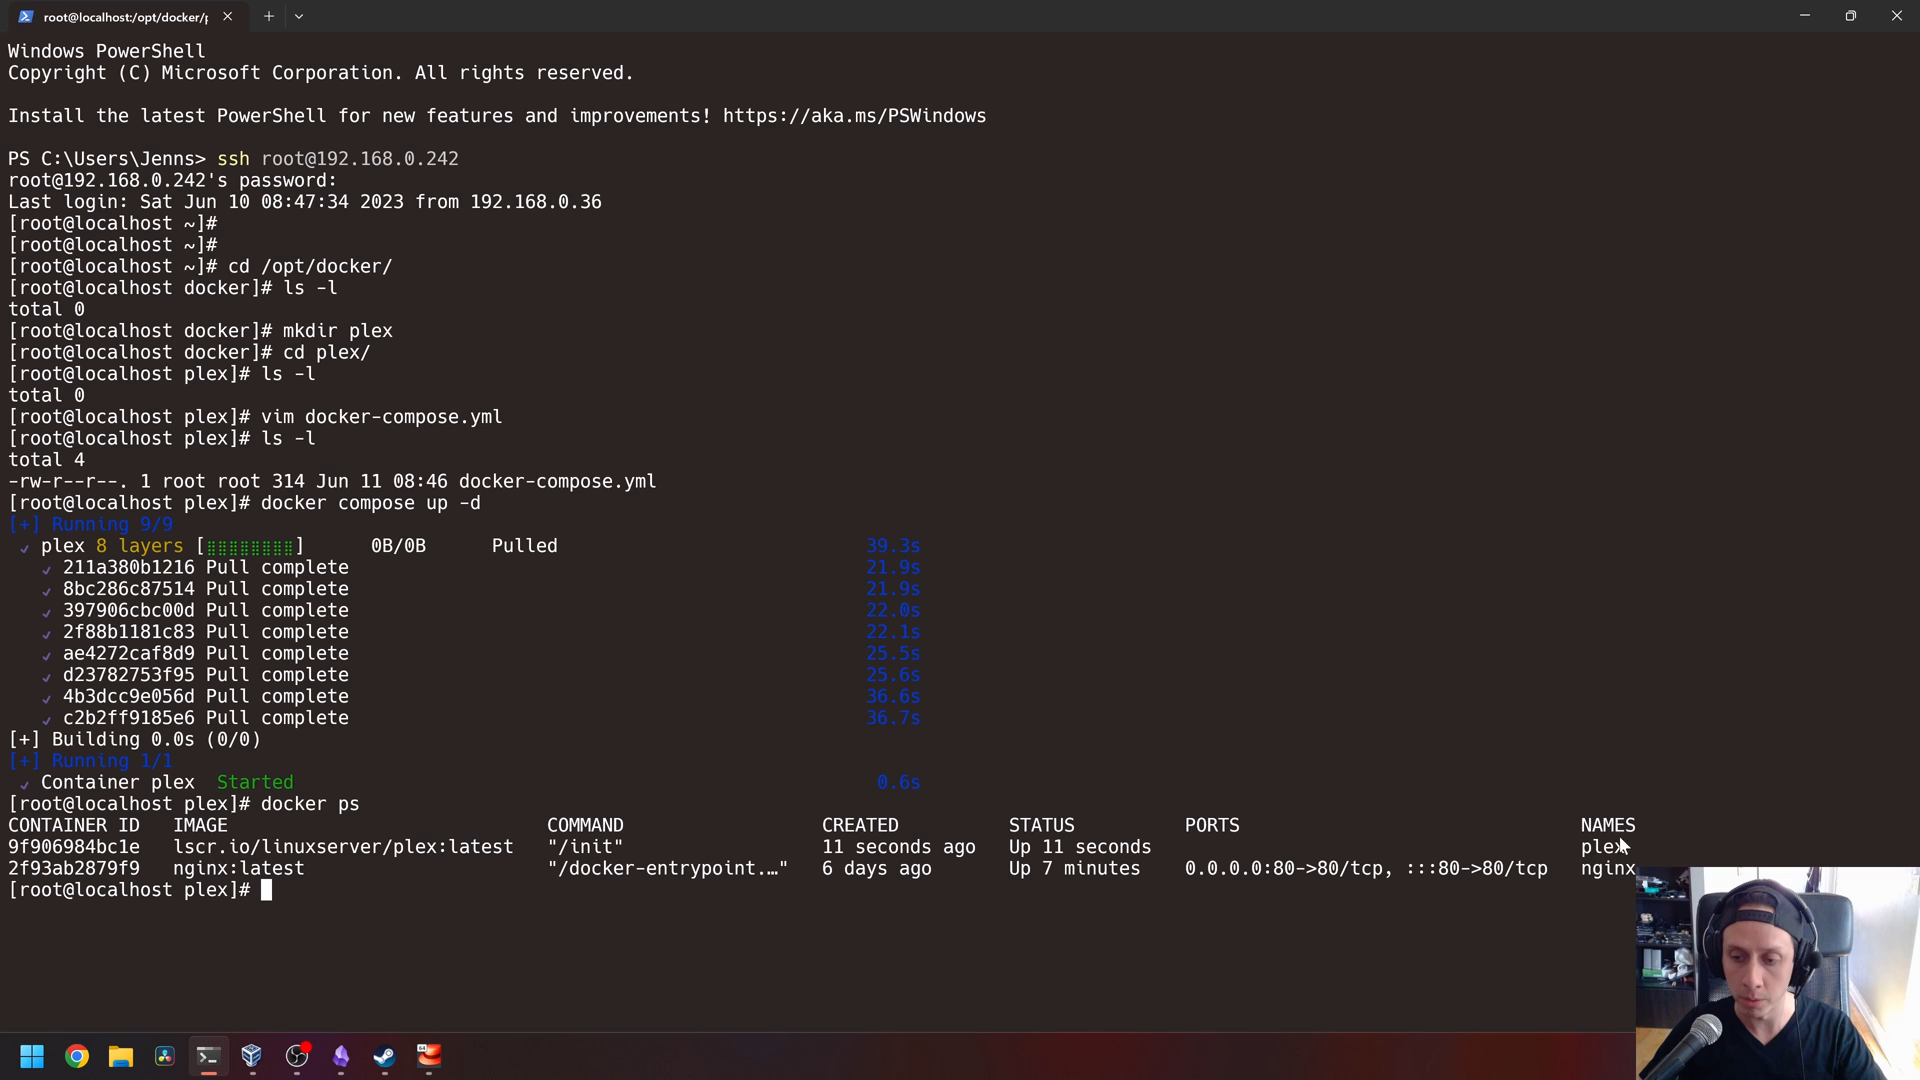 root@localhost:/opt/docker/p
Windows PowerShell
Copyright (C) Microsoft Corporation. All rights reserved.
Install the latest PowerShell for new features and improvements! https://aka.ms/PSWindows
PS C:\Users\Jenns> ssh root@192.168.0.242
root@192.168.0.242's password:
Last login: Sat Jun 10 08:47:34 2023 from 192.168.0.36
[root@localhost ~]#
[root@localhost ~]#
[root@localhost ~]# cd /opt/docker/
[root@localhost docker]# ls -l
total 0
[root@localhost docker]# mkdir plex
[root@localhost docker]# cd plex/
[root@localhost plex]# ls -l
total 0
[root@localhost plex]# vim docker-compose.yml
[root@localhost plex]# ls -l
total 4
-rw-r--r--. 1 root root 314 Jun 11 08:46 docker-compose.yml
[root@localhost plex]# docker compose up -d
[+] Running 9/9
✓ plex 8 layers [⣿⣿⣿⣿⣿⣿⣿⣿] 0B/0B Pulled 39.3s
✓ 211a380b1216 Pull complete 21.9s
✓ 8bc286c87514 Pull complete 21.9s
✓ 397906cbc00d Pull complete 22.0s
✓ 2f88b1181c83 Pull complete 22.1s
✓ ae4272caf8d9 Pull complete 25.5s
✓ d23782753f95 Pull complete 25.6s
✓ 4b3dcc9e056d Pull complete 36.6s
✓ c2b2ff9185e6 Pull complete 36.7s
[+] Building 0.0s (0/0)
[+] Running 1/1
✓ Container plex Started 0.6s
[root@localhost plex]# docker ps
CONTAINER ID IMAGE COMMAND CREATED STATUS PORTS NAMES
9f906984bc1e lscr.io/linuxserver/plex:latest "/init" 11 seconds ago Up 11 seconds plex
2f93ab2879f9 nginx:latest "/docker-entrypoint.…" 6 days ago Up 7 minutes 0.0.0.0:80->80/tcp, :::80->80/tcp nginx
[root@localhost plex]#